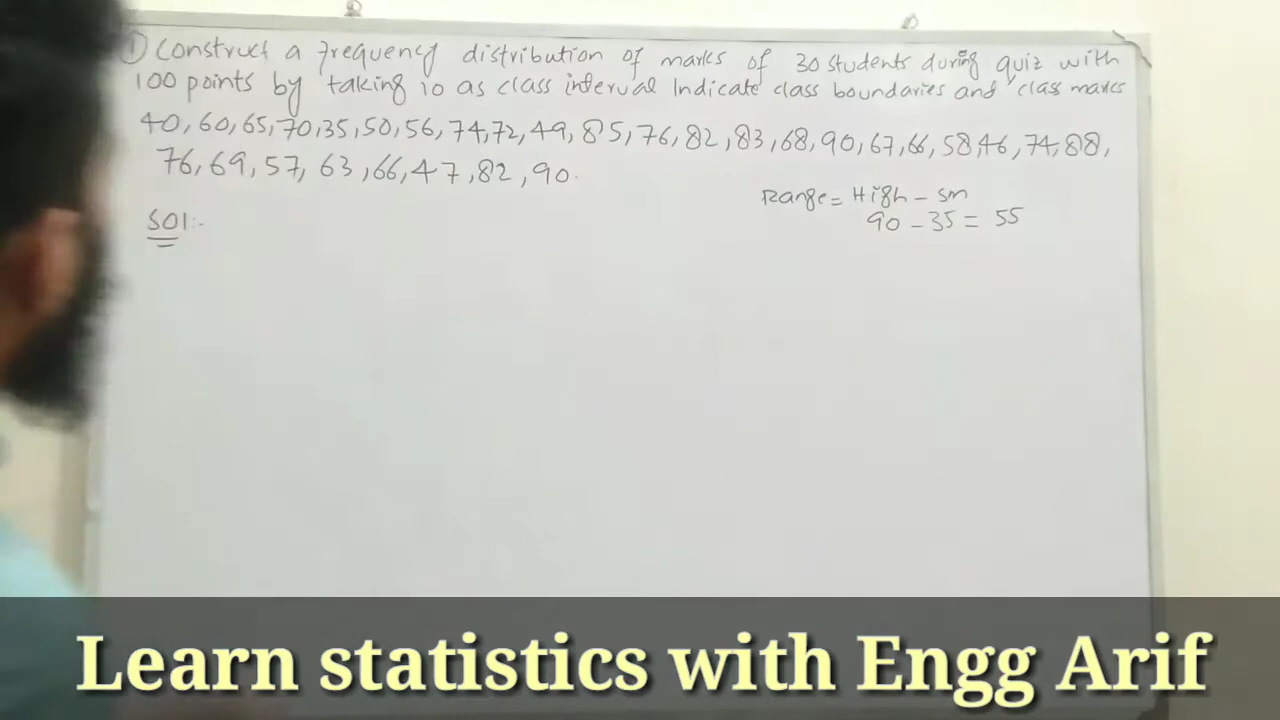 ① Construct a frequency distribution of marks of 30 students during quiz with
100 points by taking 10 as class interval Indicate class boundaries and class marks
40, 60, 65, 70, 35, 50, 56, 74, 72, 49, 85, 76, 82, 83, 68, 90, 67, 66, 58, 46, 74, 88,
76, 69, 57, 63, 66, 47, 82, 90.
Range = High - sm
90 - 35 = 55
Sol:-
Learn statistics with Engg Arif